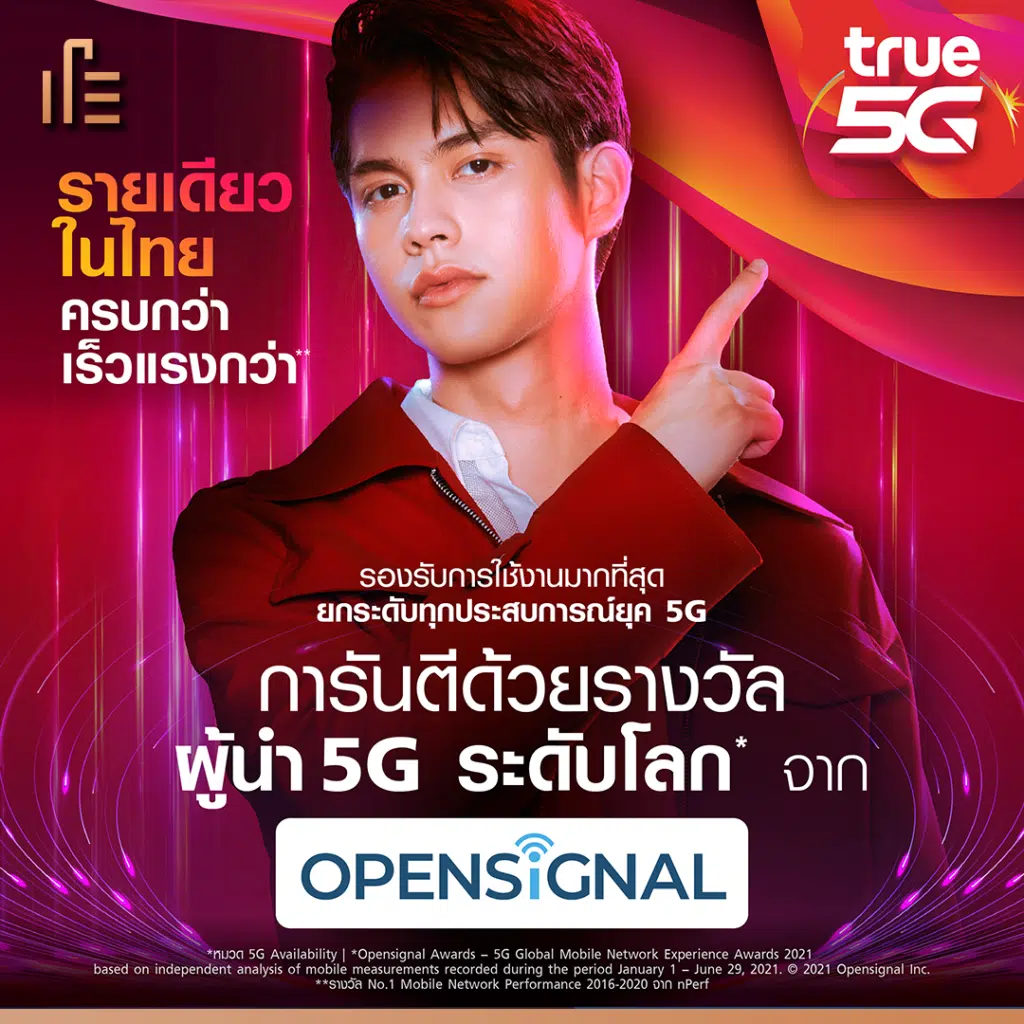 true
5G
รายเดียว
ในไทย
ครบกว่า
เร็วแรงกว่า**
รองรับการใช้งานมากที่สุด
ยกระดับทุกประสบการณ์ยุค 5G
การันตีด้วยรางวัล
ผู้นำ 5G ระดับโลก* จาก
OPENSiGNAL
*หมวด 5G Availability | *Opensignal Awards – 5G Global Mobile Network Experience Awards 2021
based on independent analysis of mobile measurements recorded during the period January 1 – June 29, 2021. © 2021 Opensignal Inc.
**รางวัล No.1 Mobile Network Performance 2016-2020 จาก nPerf